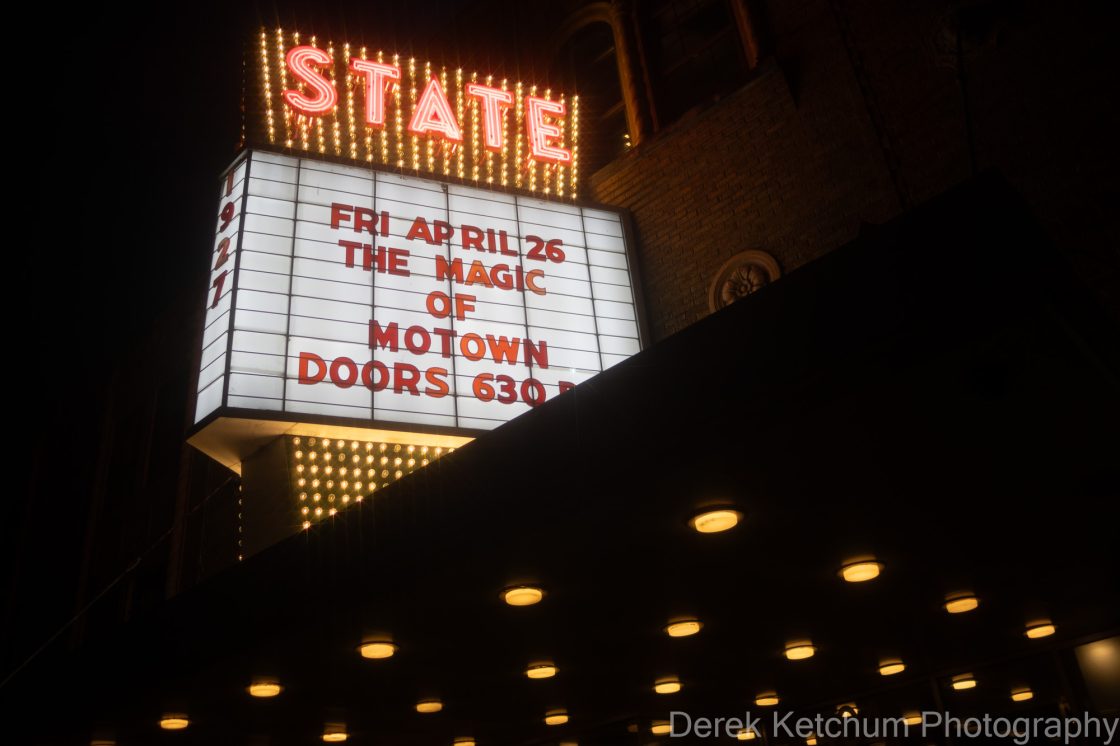 STATE
1927
FRI APRIL 26
THE MAGIC
OF
MOTOWN
DOORS 630
Derek Ketchum Photography